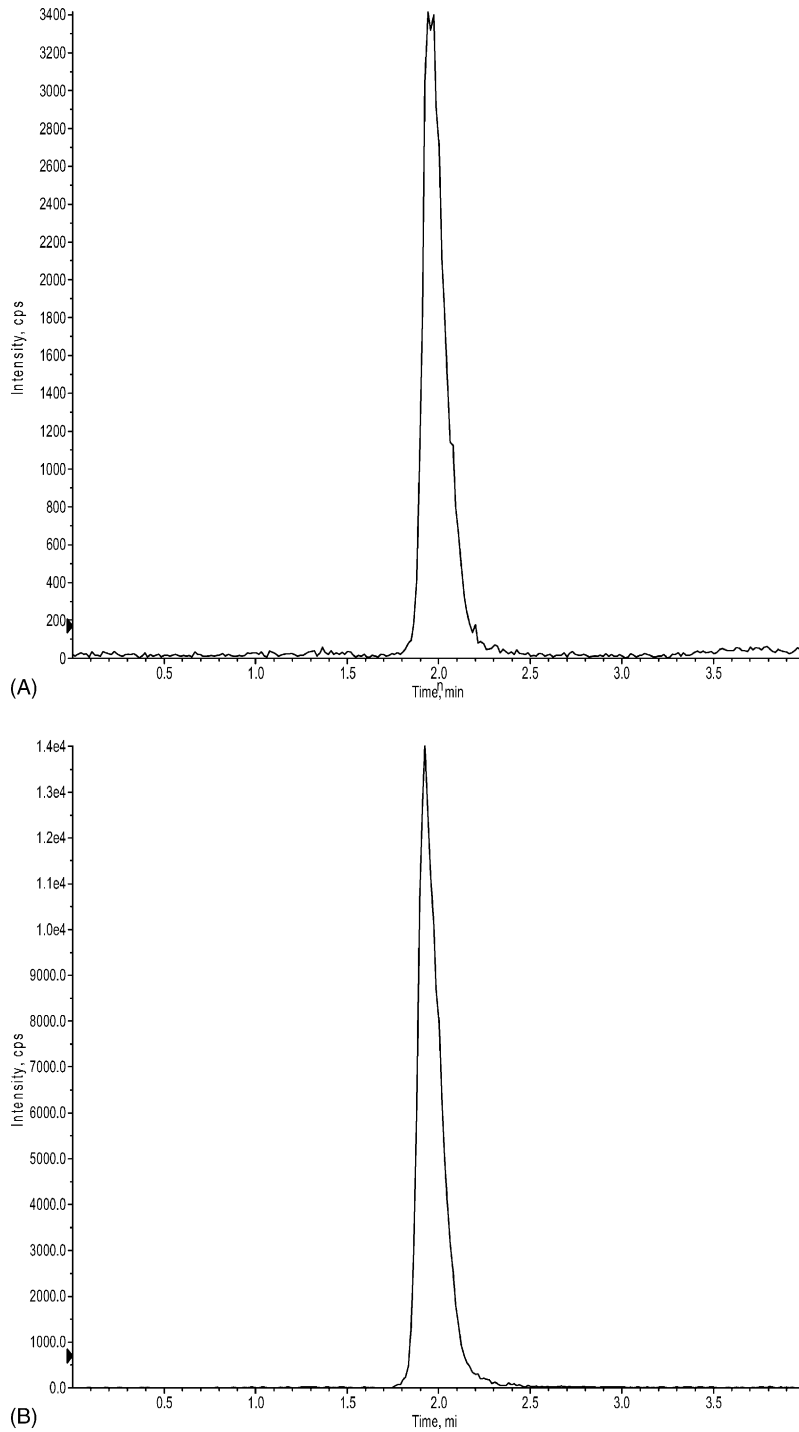 3400
3200
3000
2800
2600
2400
2200
2000
1800
1600
1400
1200
1000
800
600
400
200
0
Intensity, cps
0.5 1.0 1.5 2.0 2.5 3.0 3.5
Time, min
n
(A)
1.4e4
1.3e4
1.2e4
1.1e4
1.0e4
9000.0
8000.0
7000.0
6000.0
5000.0
4000.0
3000.0
2000.0
1000.0
0.0
Intensity, cps
0.5 1.0 1.5 2.0 2.5 3.0 3.5
Time, mi
(B)